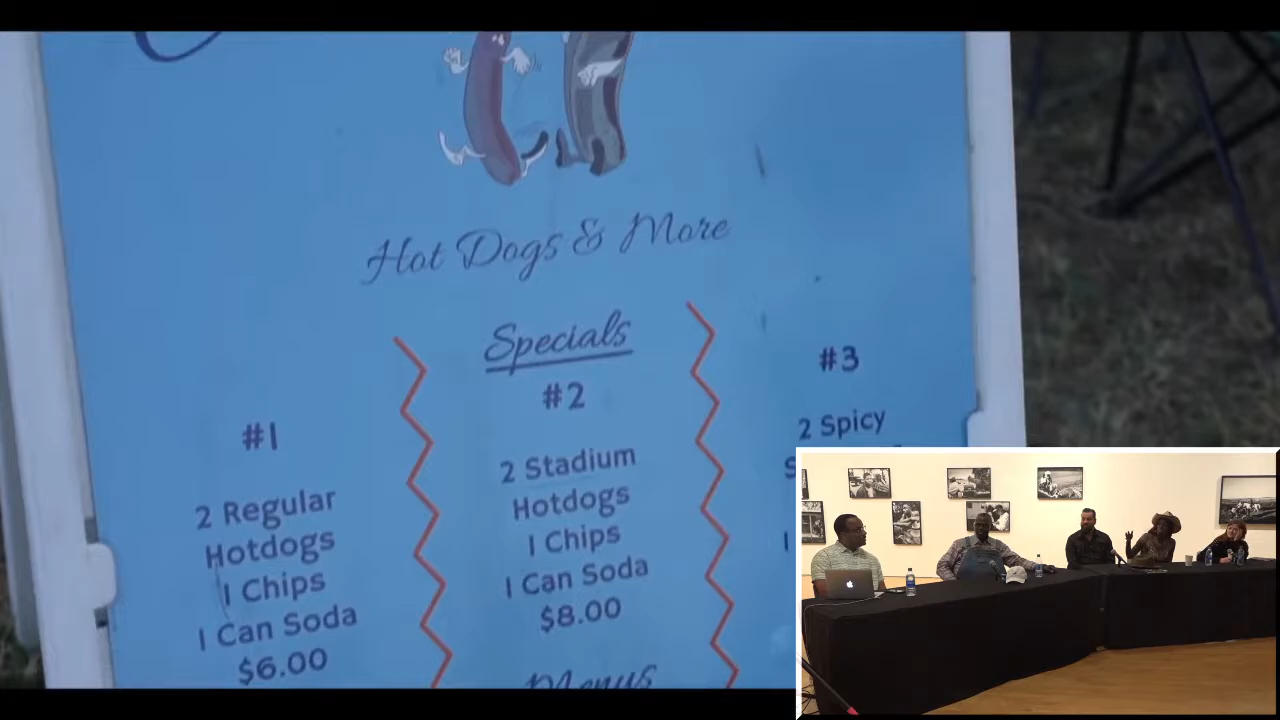 Hot Dogs & More
Specials
#1
2 Regular
Hotdogs
1 Chips
1 Can Soda
$6.00
#2
2 Stadium
Hotdogs
1 Chips
1 Can Soda
$8.00
#3
2 Spicy
Menus